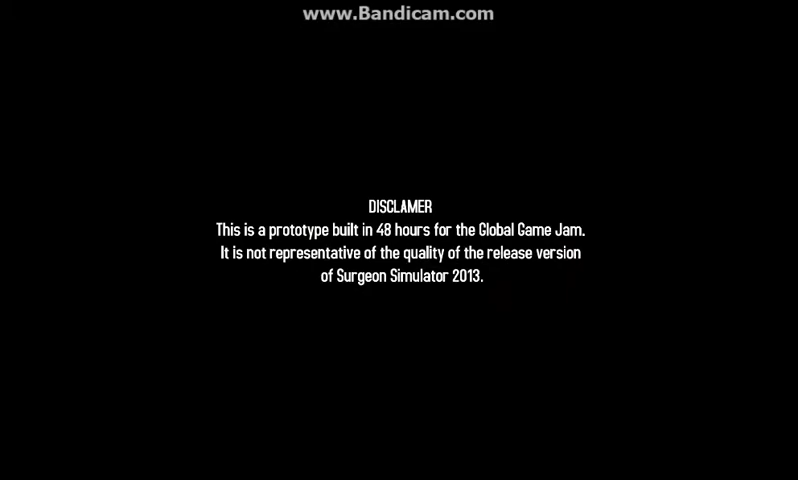 www.Bandicam.com
DISCLAMER
This is a prototype built in 48 hours for the Global Game Jam.
It is not representative of the quality of the release version
of Surgeon Simulator 2013.